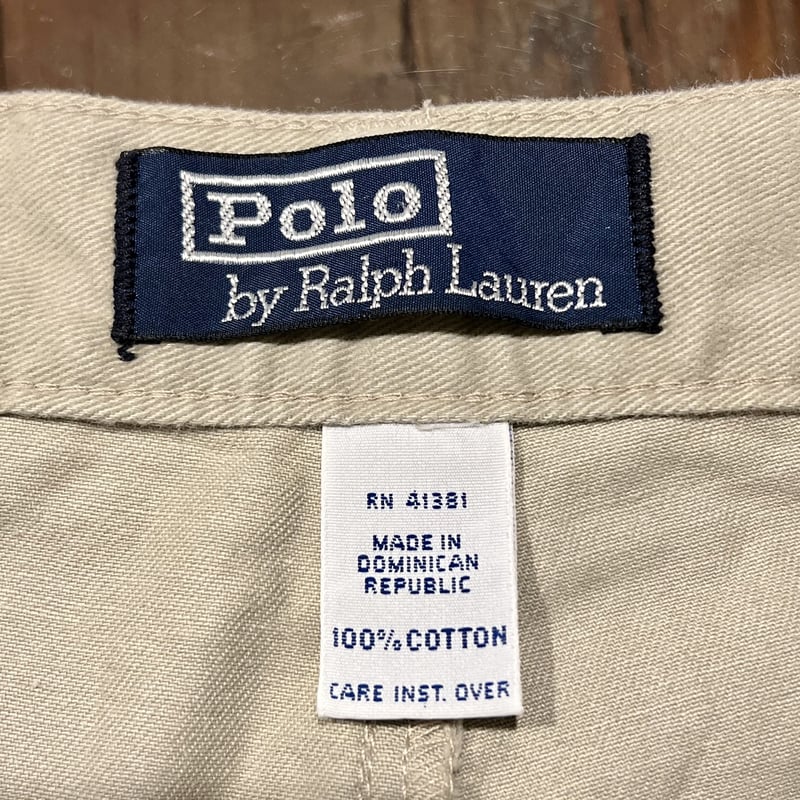 Polo
by Ralph Lauren
RN 41381
MADE IN
DOMINICAN
REPUBLIC
100% COTTON
CARE INST. OVER